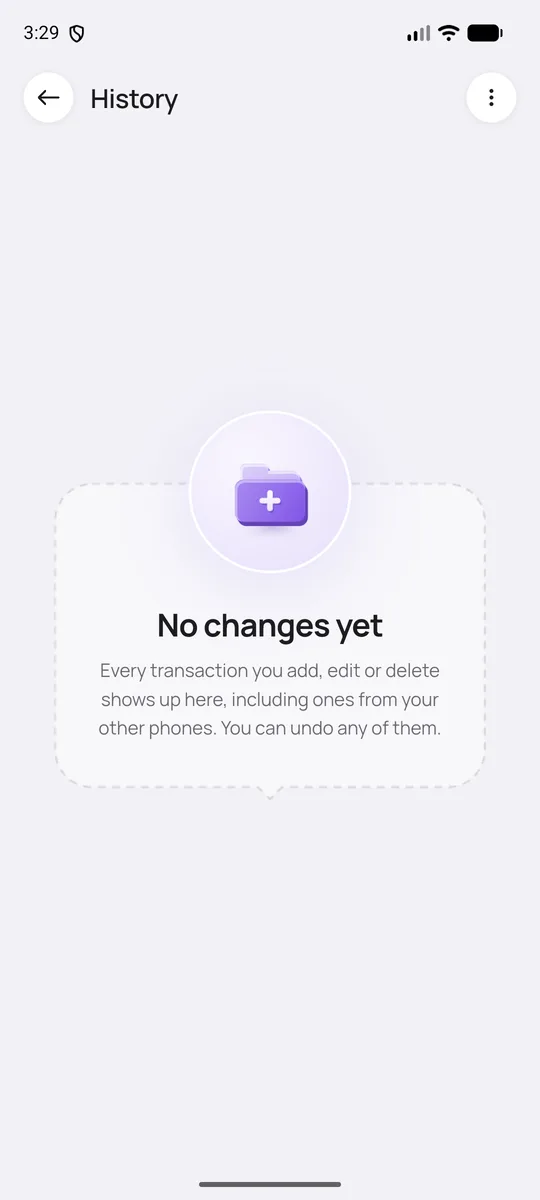 3:29
History
No changes yet
Every transaction you add, edit or delete
shows up here, including ones from your
other phones. You can undo any of them.